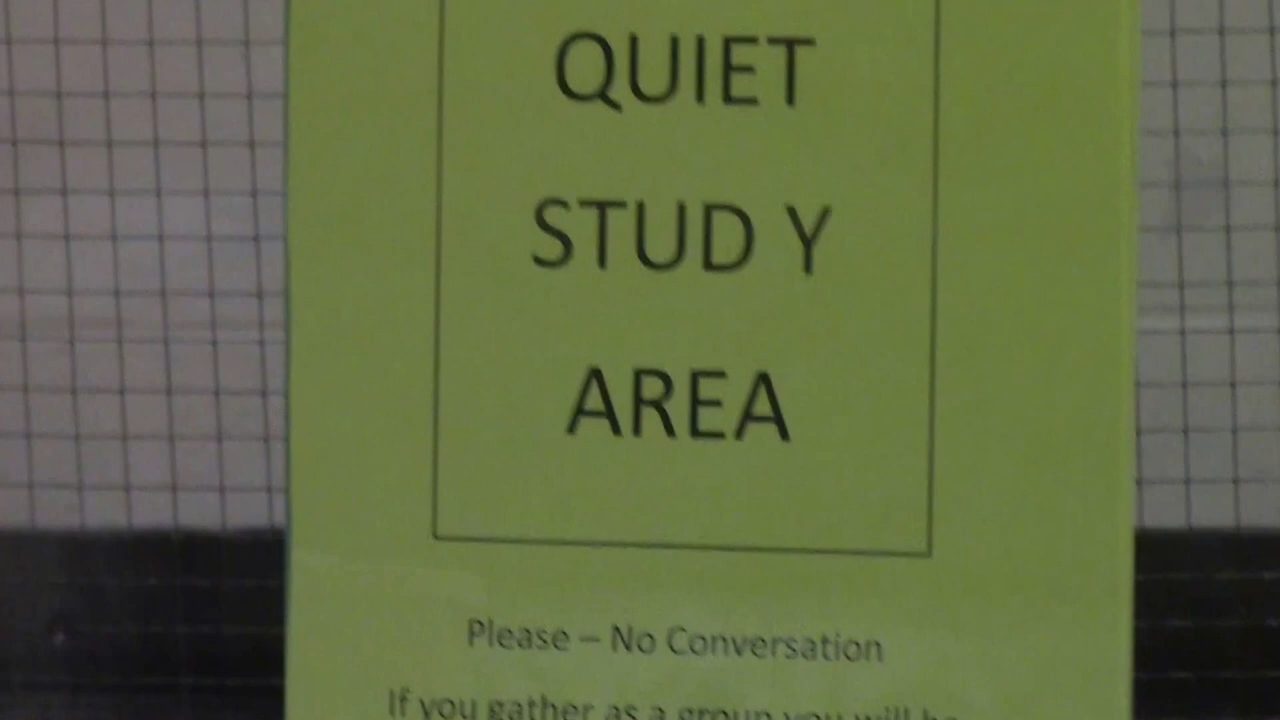 QUIET
STUD Y
AREA
Please – No Conversation
If you gather as a group you will be